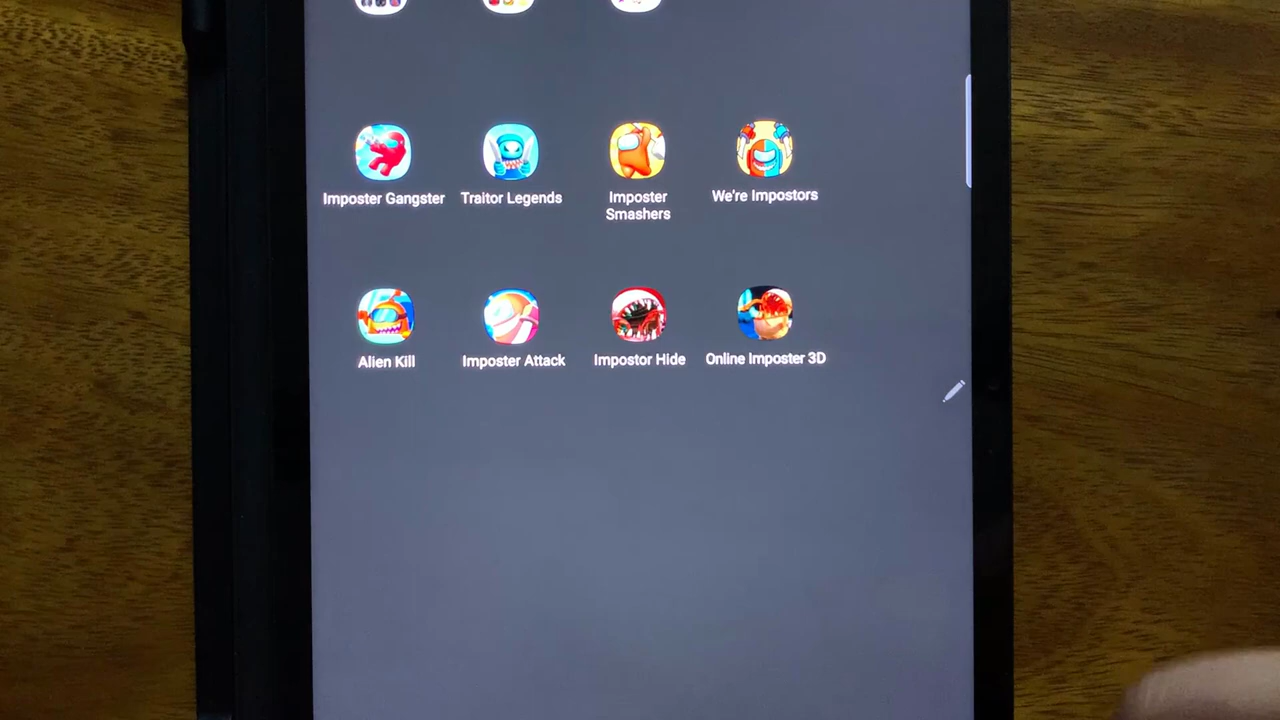 Imposter Gangster
Traitor Legends
Imposter
Smashers
We're Impostors
Alien Kill
Imposter Attack
Impostor Hide
Online Imposter 3D